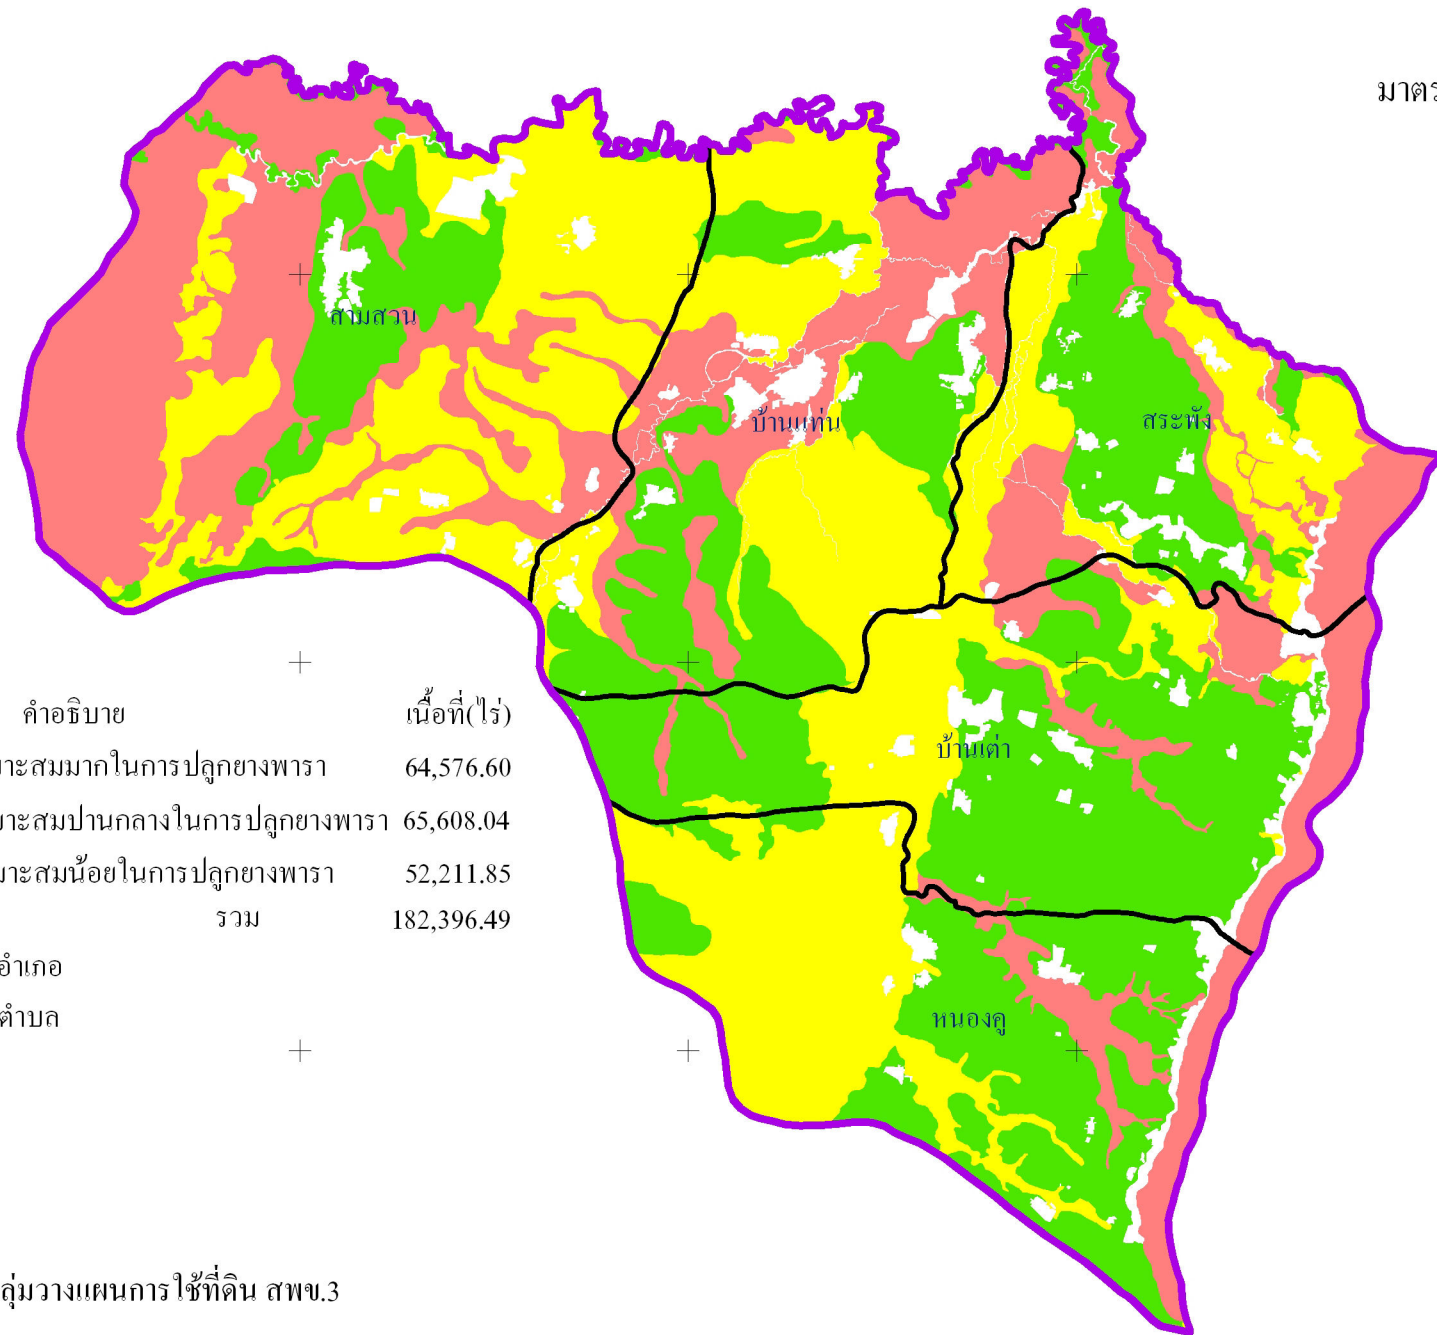 มาตร
สามสวน
บ้านแท่น
สระพัง
คำอธิบาย เนื้อที่(ไร่)
มาะสมมากในการปลูกยางพารา 64,576.60
บ้านเต่า
มาะสมปานกลางในการปลูกยางพารา 65,608.04
มาะสมน้อยในการปลูกยางพารา 52,211.85
รวม 182,396.49
อำเภอ
ตำบล
หนองคู
ลุ่มวางแผนการใช้ที่ดิน สพข.3